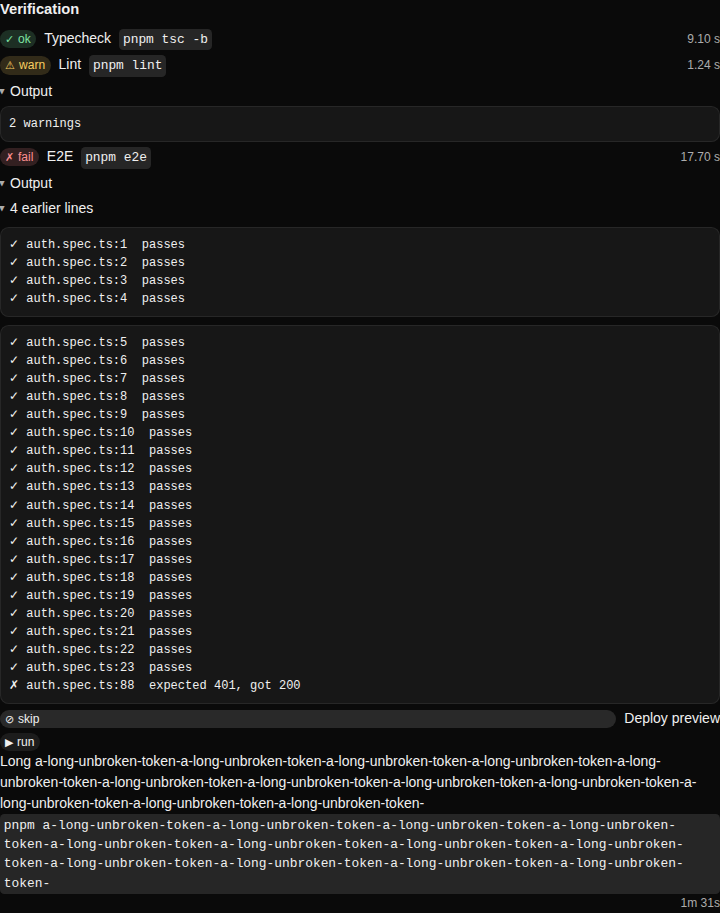 Verification
✓ ok Typecheck pnpm tsc -b 9.10 s
⚠ warn Lint pnpm lint 1.24 s
▾ Output
2 warnings
✗ fail E2E pnpm e2e 17.70 s
▾ Output
▾ 4 earlier lines
✓ auth.spec.ts:1  passes
✓ auth.spec.ts:2  passes
✓ auth.spec.ts:3  passes
✓ auth.spec.ts:4  passes
✓ auth.spec.ts:5  passes
✓ auth.spec.ts:6  passes
✓ auth.spec.ts:7  passes
✓ auth.spec.ts:8  passes
✓ auth.spec.ts:9  passes
✓ auth.spec.ts:10  passes
✓ auth.spec.ts:11  passes
✓ auth.spec.ts:12  passes
✓ auth.spec.ts:13  passes
✓ auth.spec.ts:14  passes
✓ auth.spec.ts:15  passes
✓ auth.spec.ts:16  passes
✓ auth.spec.ts:17  passes
✓ auth.spec.ts:18  passes
✓ auth.spec.ts:19  passes
✓ auth.spec.ts:20  passes
✓ auth.spec.ts:21  passes
✓ auth.spec.ts:22  passes
✓ auth.spec.ts:23  passes
✗ auth.spec.ts:88  expected 401, got 200
⊘ skip Deploy preview
▶ run
Long a-long-unbroken-token-a-long-unbroken-token-a-long-unbroken-token-a-long-unbroken-token-a-long-
unbroken-token-a-long-unbroken-token-a-long-unbroken-token-a-long-unbroken-token-a-long-unbroken-token-a-
long-unbroken-token-a-long-unbroken-token-a-long-unbroken-token-
pnpm a-long-unbroken-token-a-long-unbroken-token-a-long-unbroken-token-a-long-unbroken-
token-a-long-unbroken-token-a-long-unbroken-token-a-long-unbroken-token-a-long-unbroken-
token-a-long-unbroken-token-a-long-unbroken-token-a-long-unbroken-token-a-long-unbroken-
token-
1m 31s